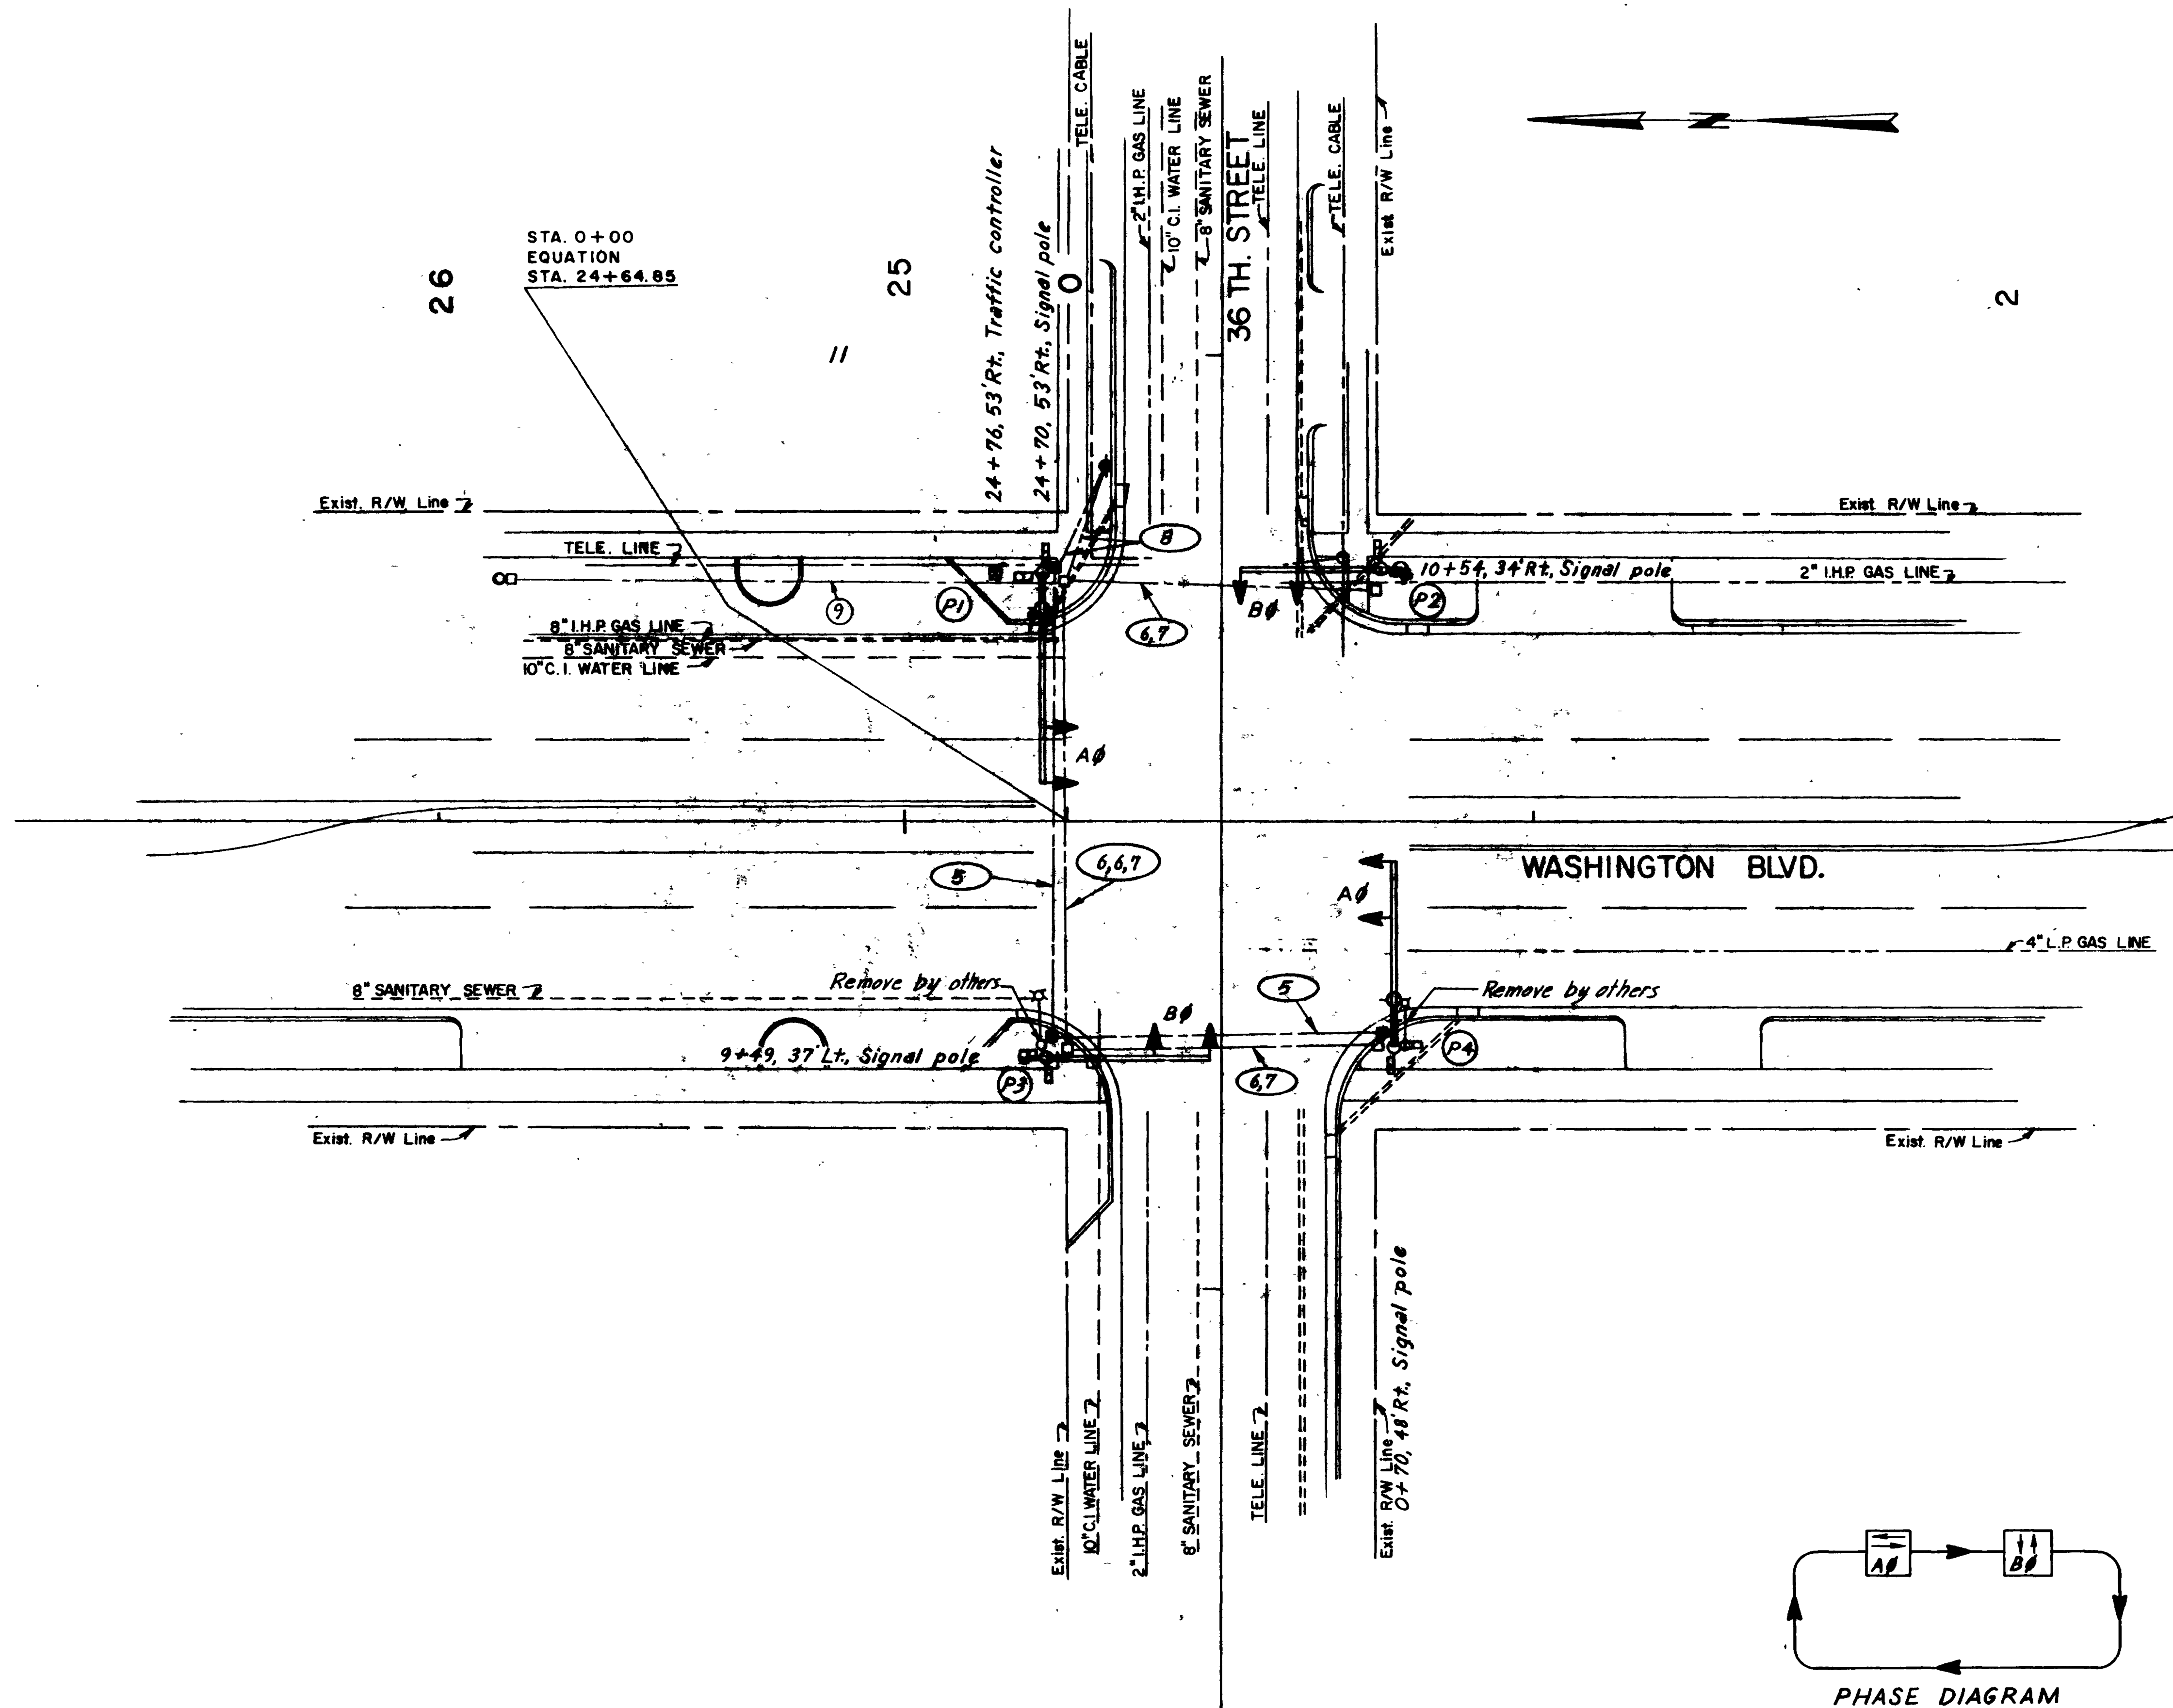 TELE. CABLE
2" I.H.P. GAS LINE
10" C.I. WATER LINE
8" SANITARY SEWER
36 TH. STREET
TELE. LINE
TELE. CABLE
Exist R/W Line
N
STA. 0+00
EQUATION
STA. 24+64.85
26
25
0
2
11
24+76, 53' Rt., Traffic controller
24+70, 53' Rt., Signal pole
Exist. R/W Line
Exist R/W Line
TELE. LINE
8
9
P1
6,7
BØ
10+54, 34' Rt., Signal pole
P2
2" I.H.P. GAS LINE
8" I.H.P. GAS LINE
8" SANITARY SEWER
10" C.I. WATER LINE
AØ
5
6,6,7
WASHINGTON BLVD.
AØ
4" L.P. GAS LINE
8" SANITARY SEWER
Remove by others
5
Remove by others
BØ
9+49, 37' Lt., Signal pole
P3
6,7
P4
Exist. R/W Line
Exist. R/W Line
Exist. R/W Line
10" C.I. WATER LINE
2" I.H.P. GAS LINE
8" SANITARY SEWER
TELE. LINE
Exist. R/W Line
0+70, 48' Rt., Signal pole
AØ
BØ
PHASE DIAGRAM